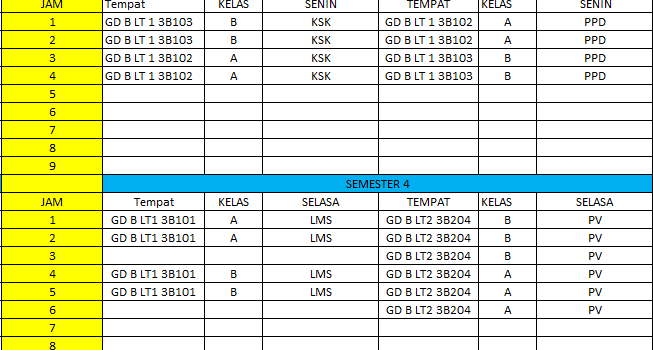 JAM Tempat KELAS SENIN TEMPAT KELAS SENIN
1 GD B LT 1 3B103 B KSK GD B LT 1 3B102 A PPD
2 GD B LT 1 3B103 B KSK GD B LT 1 3B102 A PPD
3 GD B LT 1 3B102 A KSK GD B LT 1 3B103 B PPD
4 GD B LT 1 3B102 A KSK GD B LT 1 3B103 B PPD
5
6
7
8
9
SEMESTER 4
JAM Tempat KELAS SELASA TEMPAT KELAS SELASA
1 GD B LT1 3B101 A LMS GD B LT2 3B204 B PV
2 GD B LT1 3B101 A LMS GD B LT2 3B204 B PV
3 GD B LT2 3B204 B PV
4 GD B LT1 3B101 B LMS GD B LT2 3B204 A PV
5 GD B LT1 3B101 B LMS GD B LT2 3B204 A PV
6 GD B LT2 3B204 A PV
7
8